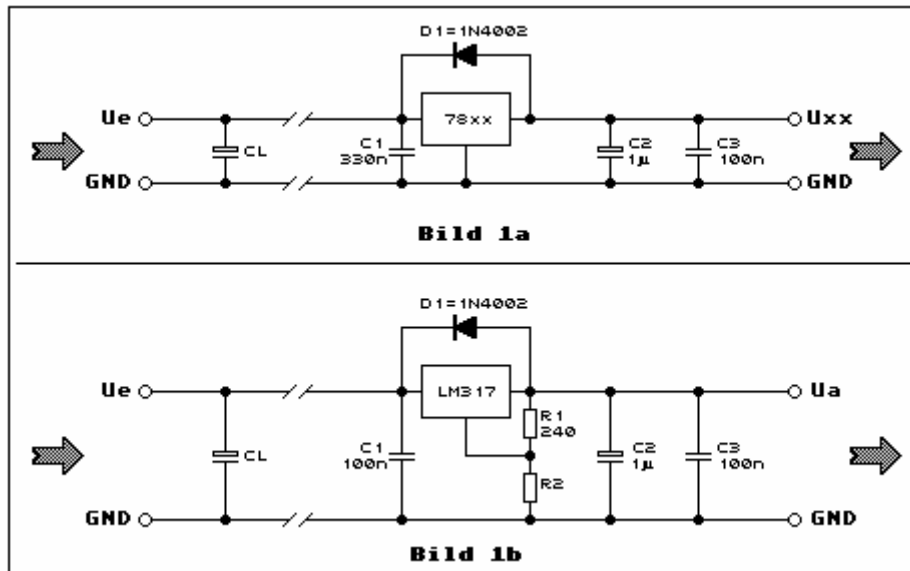 D1=1N4002
Ue
78xx
Uxx
CL
C1
330n
C2
1µ
C3
100n
GND
GND
Bild 1a
D1=1N4002
Ue
LM317
Ua
R1
240
CL
C1
100n
C2
1µ
C3
100n
R2
GND
GND
Bild 1b